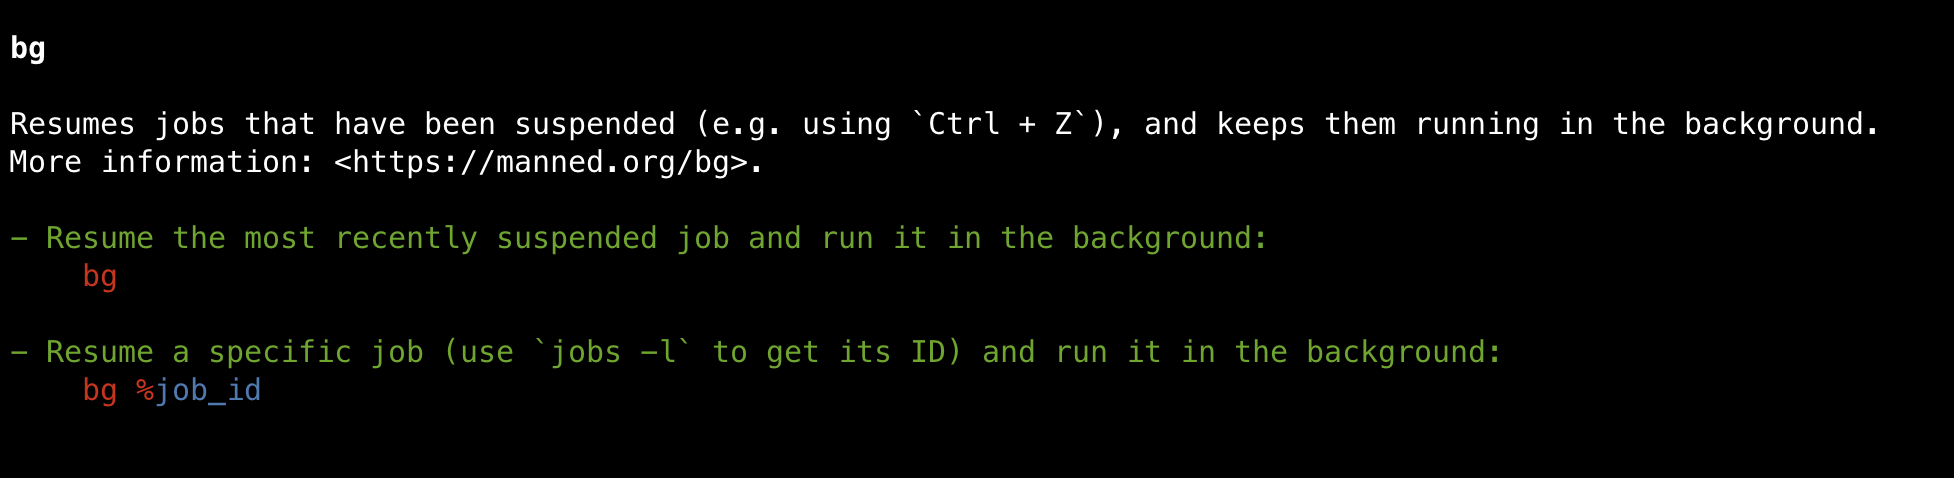 bg
Resumes jobs that have been suspended (e.g. using `Ctrl + Z`), and keeps them running in the background.
More information: <https://manned.org/bg>.
- Resume the most recently suspended job and run it in the background:
bg
- Resume a specific job (use `jobs -l` to get its ID) and run it in the background:
bg %job_id